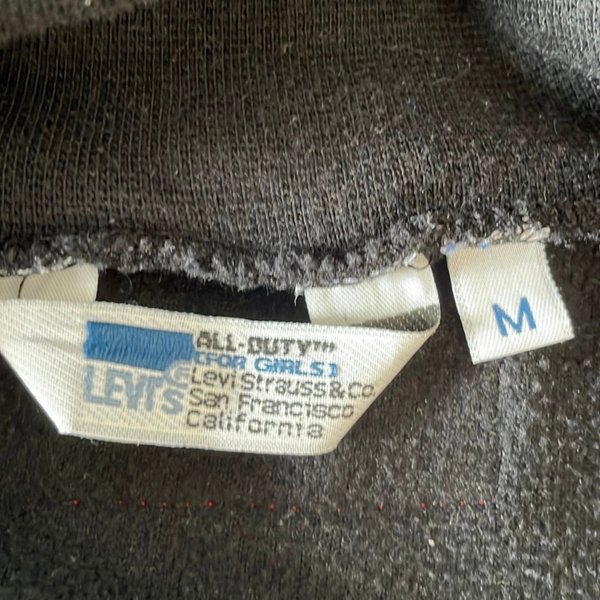 ALL-DUTY™
[FOR GIRLS]
LEVI'S
Levi Strauss & Co.
San Francisco
California
M